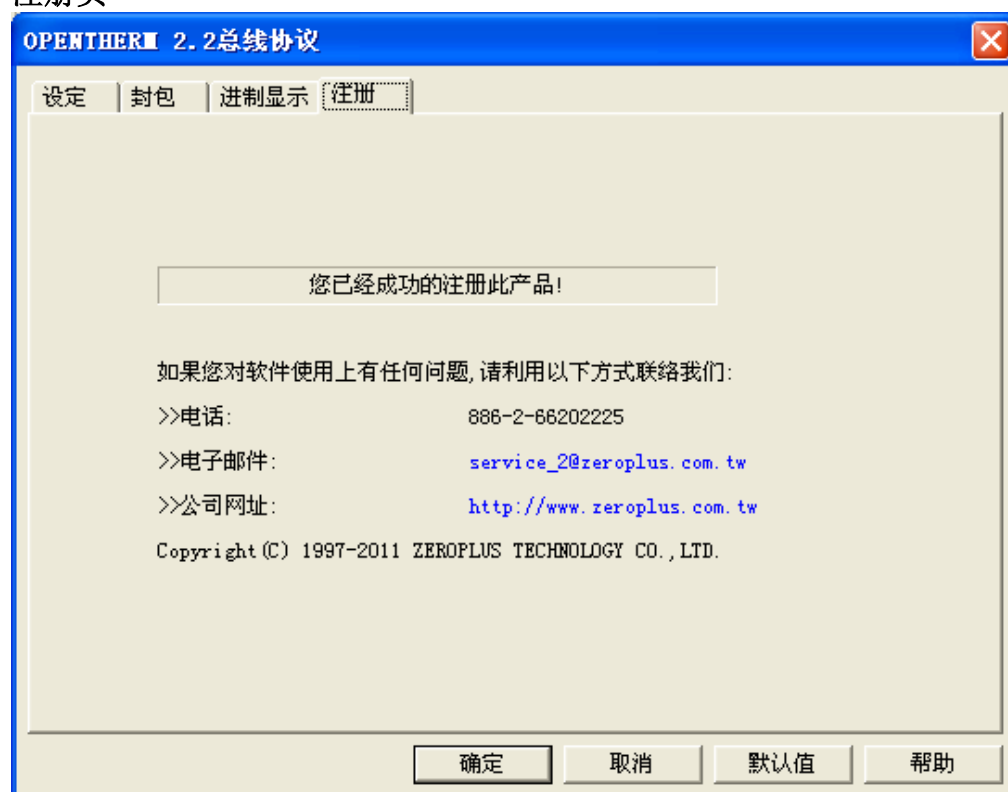 注册页
OPENTHERM 2.2总线协议
设定 封包 进制显示 注册
您已经成功的注册此产品!
如果您对软件使用上有任何问题,请利用以下方式联络我们:
>>电话: 886-2-66202225
>>电子邮件: service_2@zeroplus.com.tw
>>公司网址: http://www.zeroplus.com.tw
Copyright(C) 1997-2011 ZEROPLUS TECHNOLOGY CO.,LTD.
确定 取消 默认值 帮助